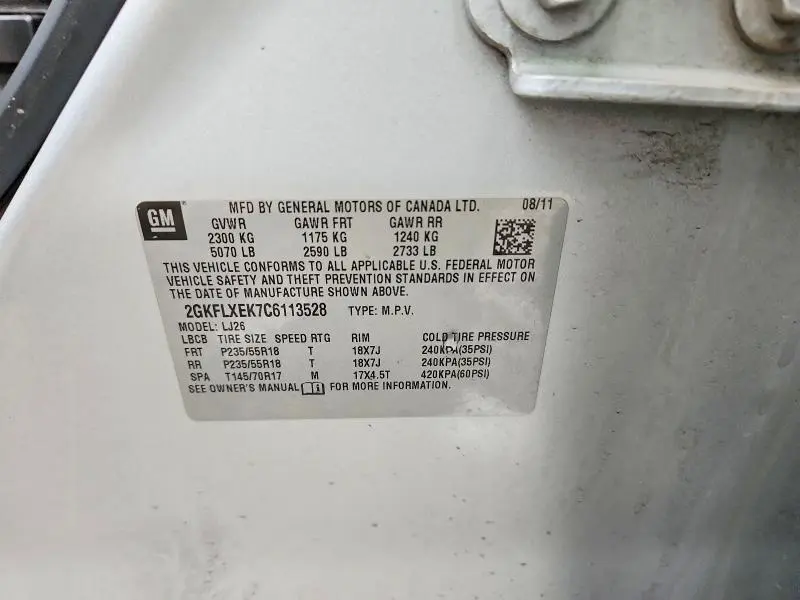 GM MFD BY GENERAL MOTORS OF CANADA LTD. 08/11
GVWR GAWR FRT GAWR RR
2300 KG 1175 KG 1240 KG
5070 LB 2590 LB 2733 LB
THIS VEHICLE CONFORMS TO ALL APPLICABLE U.S. FEDERAL MOTOR
VEHICLE SAFETY AND THEFT PREVENTION STANDARDS IN EFFECT ON
THE DATE OF MANUFACTURE SHOWN ABOVE.
2GKFLXEK7C6113528 TYPE: M.P.V.
MODEL: LJ26
LBCB TIRE SIZE SPEED RTG RIM COLD TIRE PRESSURE
FRT P235/55R18 T 18X7J 240KPA(35PSI)
RR P235/55R18 T 18X7J 240KPA(35PSI)
SPA T145/70R17 M 17X4.5T 420KPA(60PSI)
SEE OWNER'S MANUAL FOR MORE INFORMATION.